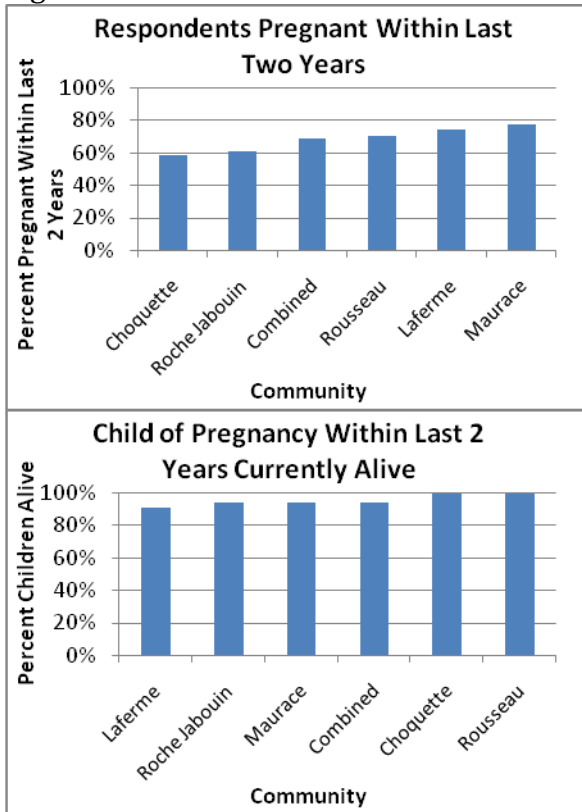 Respondents Pregnant Within Last
Two Years
Percent Pregnant Within Last
2 Years
100%
80%
60%
40%
20%
0%
Choquette
Roche Jabouin
Combined
Rousseau
Laferme
Maurace
Community
Child of Pregnancy Within Last 2
Years Currently Alive
Percent Children Alive
100%
80%
60%
40%
20%
0%
Laferme
Roche Jabouin
Maurace
Combined
Choquette
Rousseau
Community